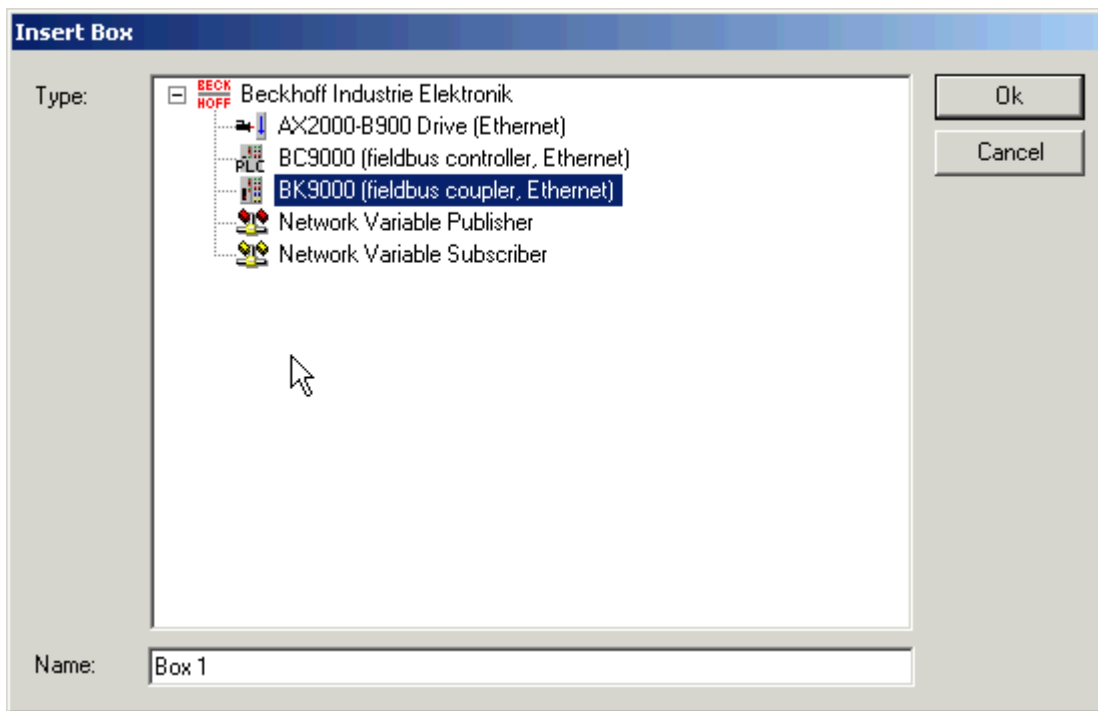 Insert Box
Type:
BECK
HOFF
Beckhoff Industrie Elektronik
AX2000-B900 Drive (Ethernet)
PLC
BC9000 (fieldbus controller, Ethernet)
BK9000 (fieldbus coupler, Ethernet)
Network Variable Publisher
Network Variable Subscriber
Ok
Cancel
Name:
Box 1